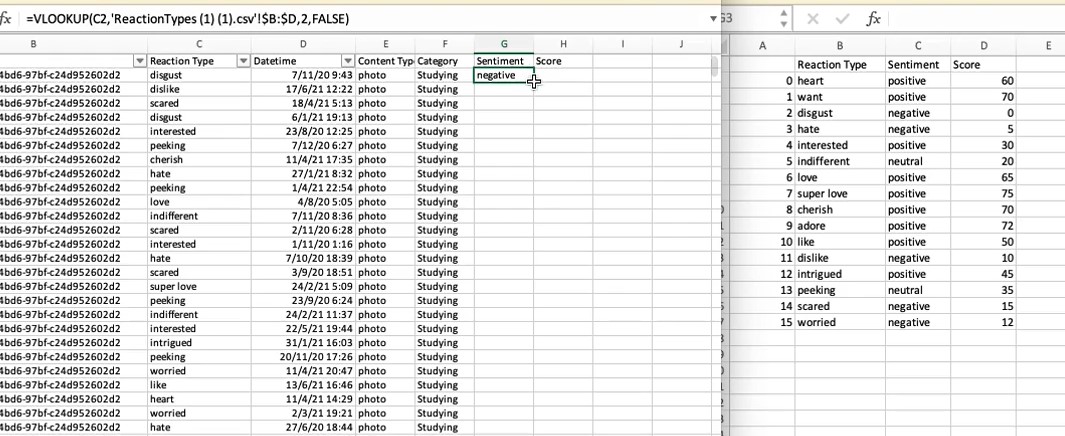 fx =VLOOKUP(C2,'ReactionTypes (1) (1).csv'!$B:$D,2,FALSE)
B C D E F G H I J
Reaction Type Datetime Content Typ Category Sentiment Score
4bd6-97bf-c24d952602d2 disgust 7/11/20 9:43 photo Studying negative
4bd6-97bf-c24d952602d2 dislike 17/6/21 12:22 photo Studying
4bd6-97bf-c24d952602d2 scared 18/4/21 5:13 photo Studying
4bd6-97bf-c24d952602d2 disgust 6/1/21 19:13 photo Studying
4bd6-97bf-c24d952602d2 interested 23/8/20 12:25 photo Studying
4bd6-97bf-c24d952602d2 peeking 7/12/20 6:27 photo Studying
4bd6-97bf-c24d952602d2 cherish 11/4/21 17:35 photo Studying
4bd6-97bf-c24d952602d2 hate 27/1/21 8:32 photo Studying
4bd6-97bf-c24d952602d2 peeking 1/4/21 22:54 photo Studying
4bd6-97bf-c24d952602d2 love 4/8/20 5:05 photo Studying
4bd6-97bf-c24d952602d2 indifferent 7/11/20 8:36 photo Studying
4bd6-97bf-c24d952602d2 scared 2/11/20 6:28 photo Studying
4bd6-97bf-c24d952602d2 interested 1/11/20 1:16 photo Studying
4bd6-97bf-c24d952602d2 hate 7/10/20 18:39 photo Studying
4bd6-97bf-c24d952602d2 scared 3/9/20 18:51 photo Studying
4bd6-97bf-c24d952602d2 super love 24/2/21 5:09 photo Studying
4bd6-97bf-c24d952602d2 peeking 23/9/20 6:24 photo Studying
4bd6-97bf-c24d952602d2 indifferent 24/2/21 11:37 photo Studying
4bd6-97bf-c24d952602d2 interested 22/5/21 19:44 photo Studying
4bd6-97bf-c24d952602d2 intrigued 31/1/21 16:03 photo Studying
4bd6-97bf-c24d952602d2 peeking 20/11/20 17:26 photo Studying
4bd6-97bf-c24d952602d2 worried 11/4/21 20:47 photo Studying
4bd6-97bf-c24d952602d2 like 13/6/21 16:46 photo Studying
4bd6-97bf-c24d952602d2 heart 11/4/21 14:29 photo Studying
4bd6-97bf-c24d952602d2 worried 2/3/21 19:21 photo Studying
4bd6-97bf-c24d952602d2 hate 27/6/20 18:44 photo Studying
G3 fx
A B C D E
Reaction Type Sentiment Score
0 heart positive 60
1 want positive 70
2 disgust negative 0
3 hate negative 5
4 interested positive 30
5 indifferent neutral 20
6 love positive 65
7 super love positive 75
8 cherish positive 70
9 adore positive 72
10 like positive 50
11 dislike negative 10
12 intrigued positive 45
13 peeking neutral 35
14 scared negative 15
15 worried negative 12